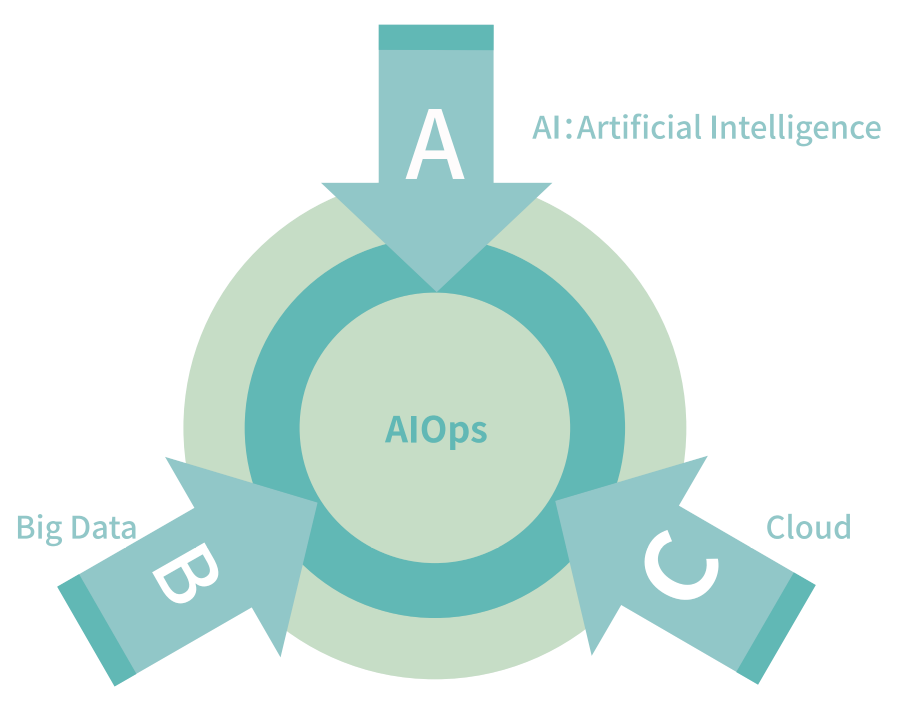 A
AI:Artificial Intelligence
AIOps
Big Data
B
Cloud
C